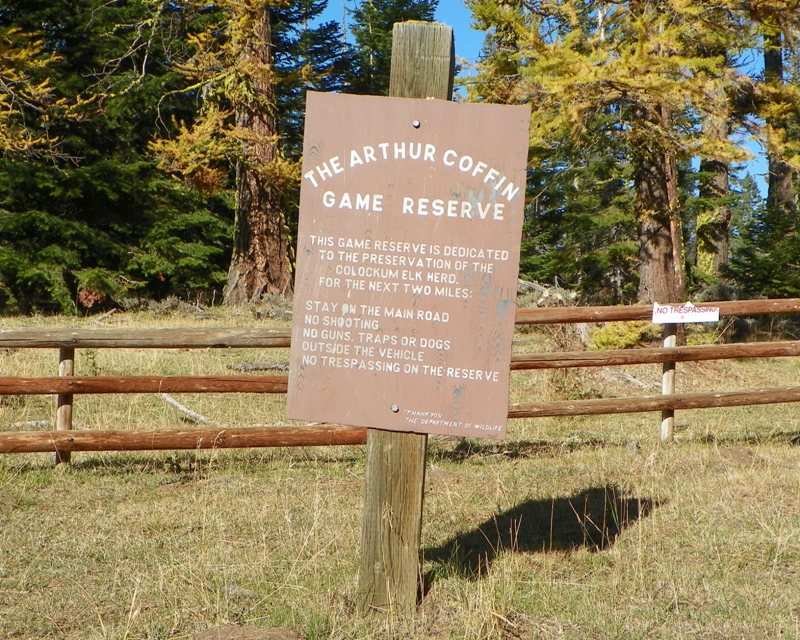 THE ARTHUR COFFIN
GAME RESERVE
THIS GAME RESERVE IS DEDICATED
TO THE PRESERVATION OF THE
COLOCKUM ELK HERD.
FOR THE NEXT TWO MILES:
STAY ON THE MAIN ROAD
NO SHOOTING
NO GUNS, TRAPS OR DOGS
OUTSIDE THE VEHICLE
NO TRESPASSING ON THE RESERVE
THANK YOU
THE DEPARTMENT OF WILDLIFE
NO TRESPASSING